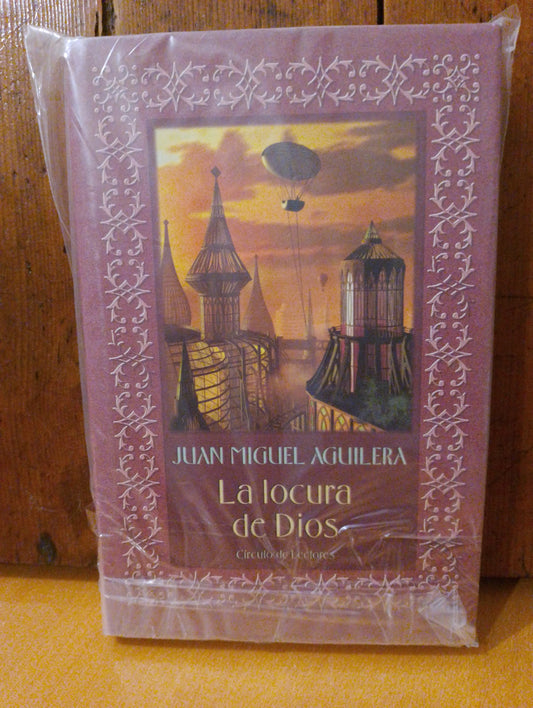 JUAN MIGUEL AGUILERA
La locura
de Dios
Círculo de Lectores